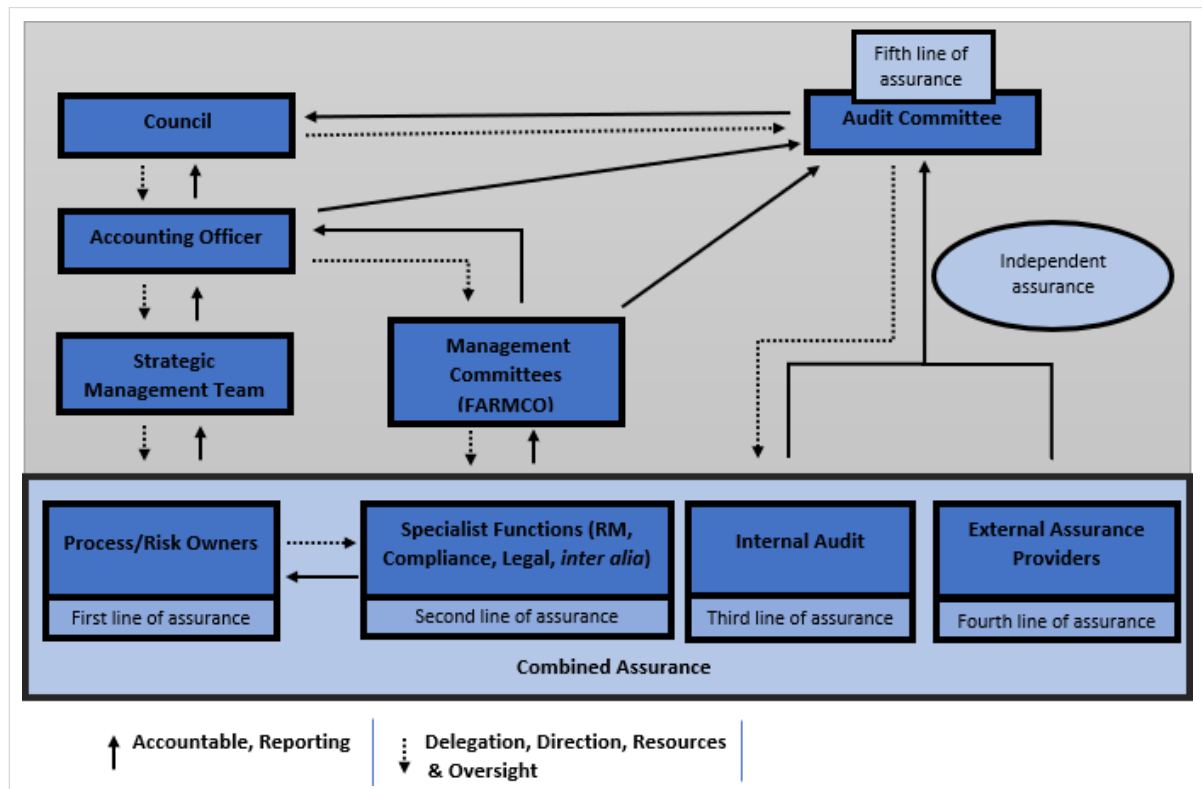 Fifth line of
assurance
Council
Audit Committee
Accounting Officer
Independent
assurance
Strategic
Management Team
Management
Committees
(FARMCO)
Process/Risk Owners
First line of assurance
Specialist Functions (RM,
Compliance, Legal, inter alia)
Second line of assurance
Internal Audit
Third line of assurance
External Assurance
Providers
Fourth line of assurance
Combined Assurance
Accountable, Reporting
Delegation, Direction, Resources
& Oversight